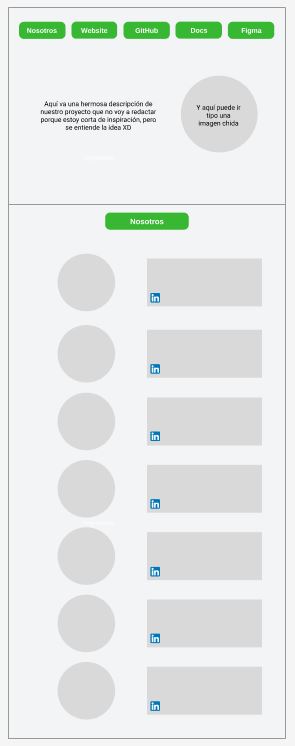 Nosotros
Website
GitHub
Docs
Figma
Aqui va una hermosa descripción de
nuestro proyecto que no voy a redactar
porque estoy corta de inspiración, pero
se entiende la idea XD
Y aquí puede ir
tipo una
imagen chida
Nosotros
in
in
in
in
in
in
in